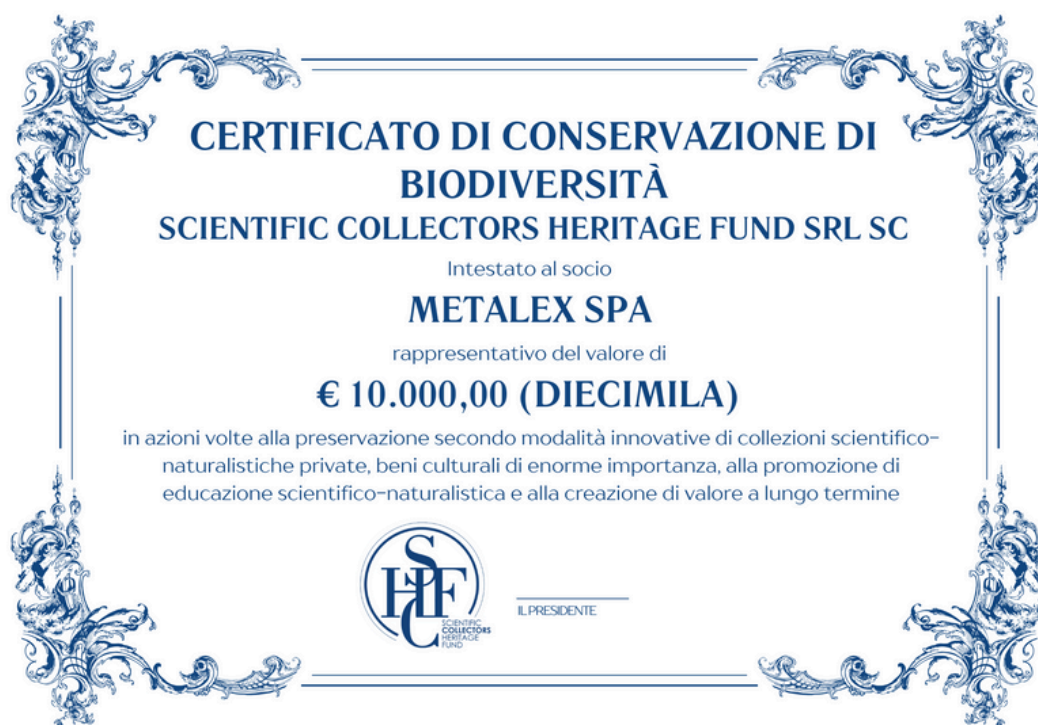 CERTIFICATO DI CONSERVAZIONE DI
BIODIVERSITÀ
SCIENTIFIC COLLECTORS HERITAGE FUND SRL SC
Intestato al socio
METALEX SPA
rappresentativo del valore di
€ 10.000,00 (DIECIMILA)
in azioni volte alla preservazione secondo modalità innovative di collezioni scientifico-
naturalistiche private, beni culturali di enorme importanza, alla promozione di
educazione scientifico-naturalistica e alla creazione di valore a lungo termine
SHFC
SCIENTIFIC
COLLECTORS
HERITAGE
FUND
IL PRESIDENTE